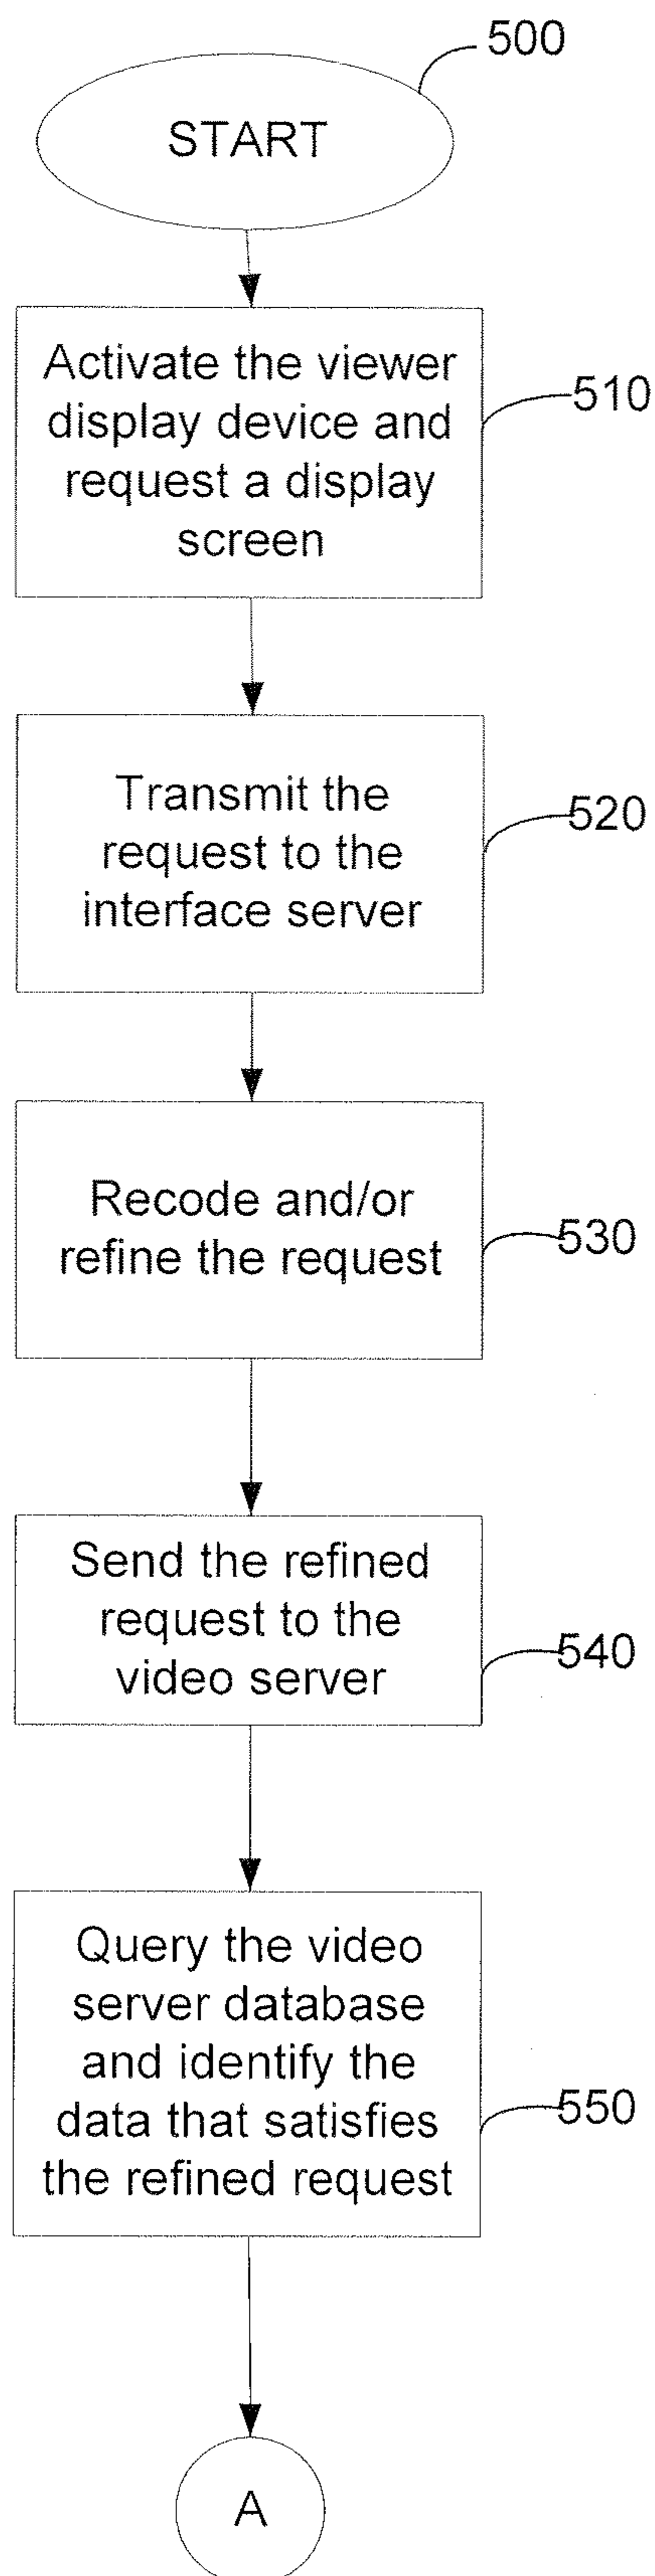 500
START
Activate the viewer
display device and
request a display
screen
510
Transmit the
request to the
interface server
520
Recode and/or
refine the request
530
Send the refined
request to the
video server
540
Query the video
server database
and identify the
data that satisfies
the refined request
550
A